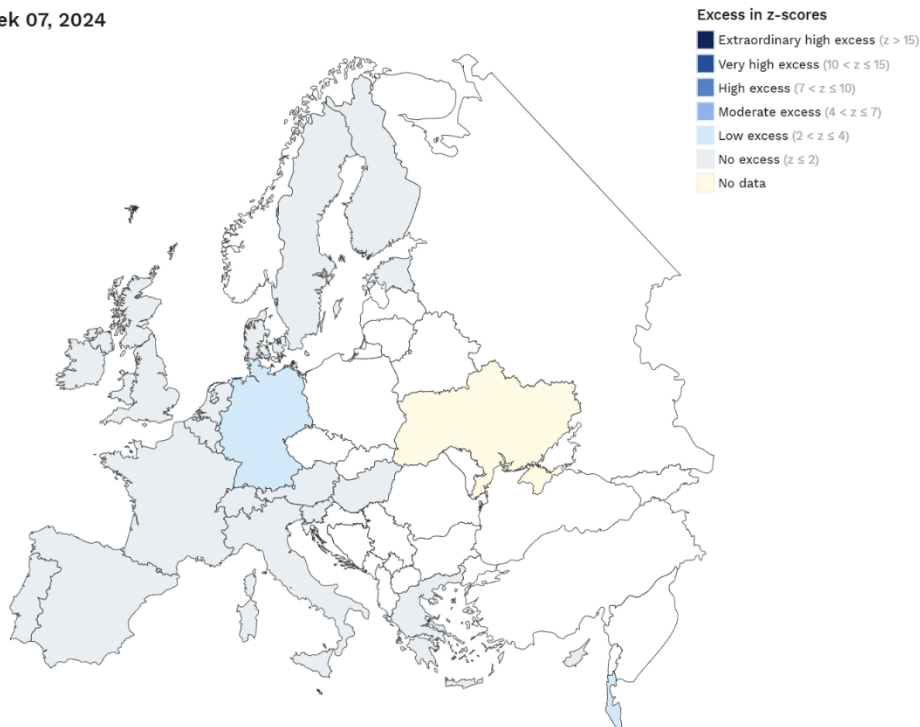 ek 07, 2024
Excess in z-scores
Extraordinary high excess (z > 15)
Very high excess (10 < z ≤ 15)
High excess (7 < z ≤ 10)
Moderate excess (4 < z ≤ 7)
Low excess (2 < z ≤ 4)
No excess (z ≤ 2)
No data